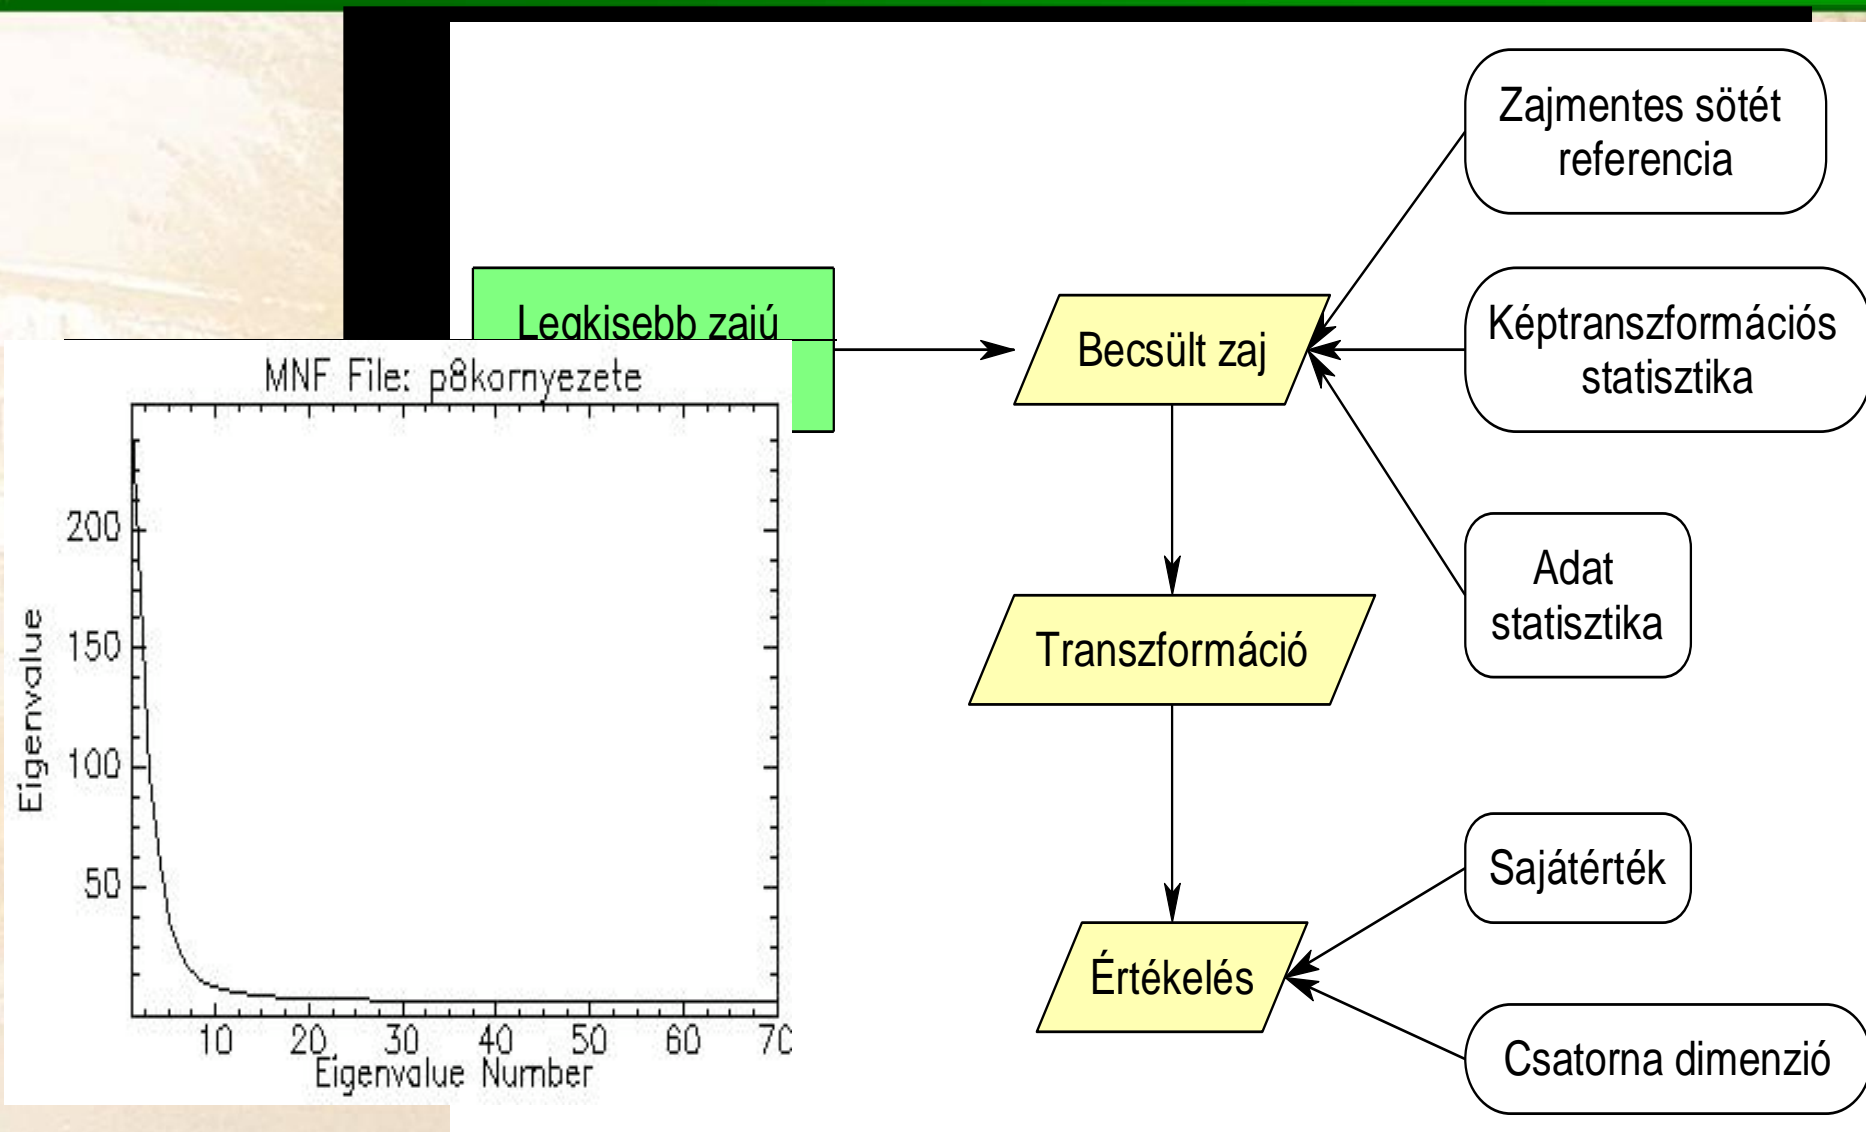 Zajmentes sötét
referencia
Legkisebb zajú
Becsült zaj
Képtranszformációs
statisztika
Adat
statisztika
Transzformáció
Sajátérték
Értékelés
Csatorna dimenzió
MNF File: p8kornyezete
Eigenvalue
200
150
100
50
10 20 30 40 50 60 70
Eigenvalue Number